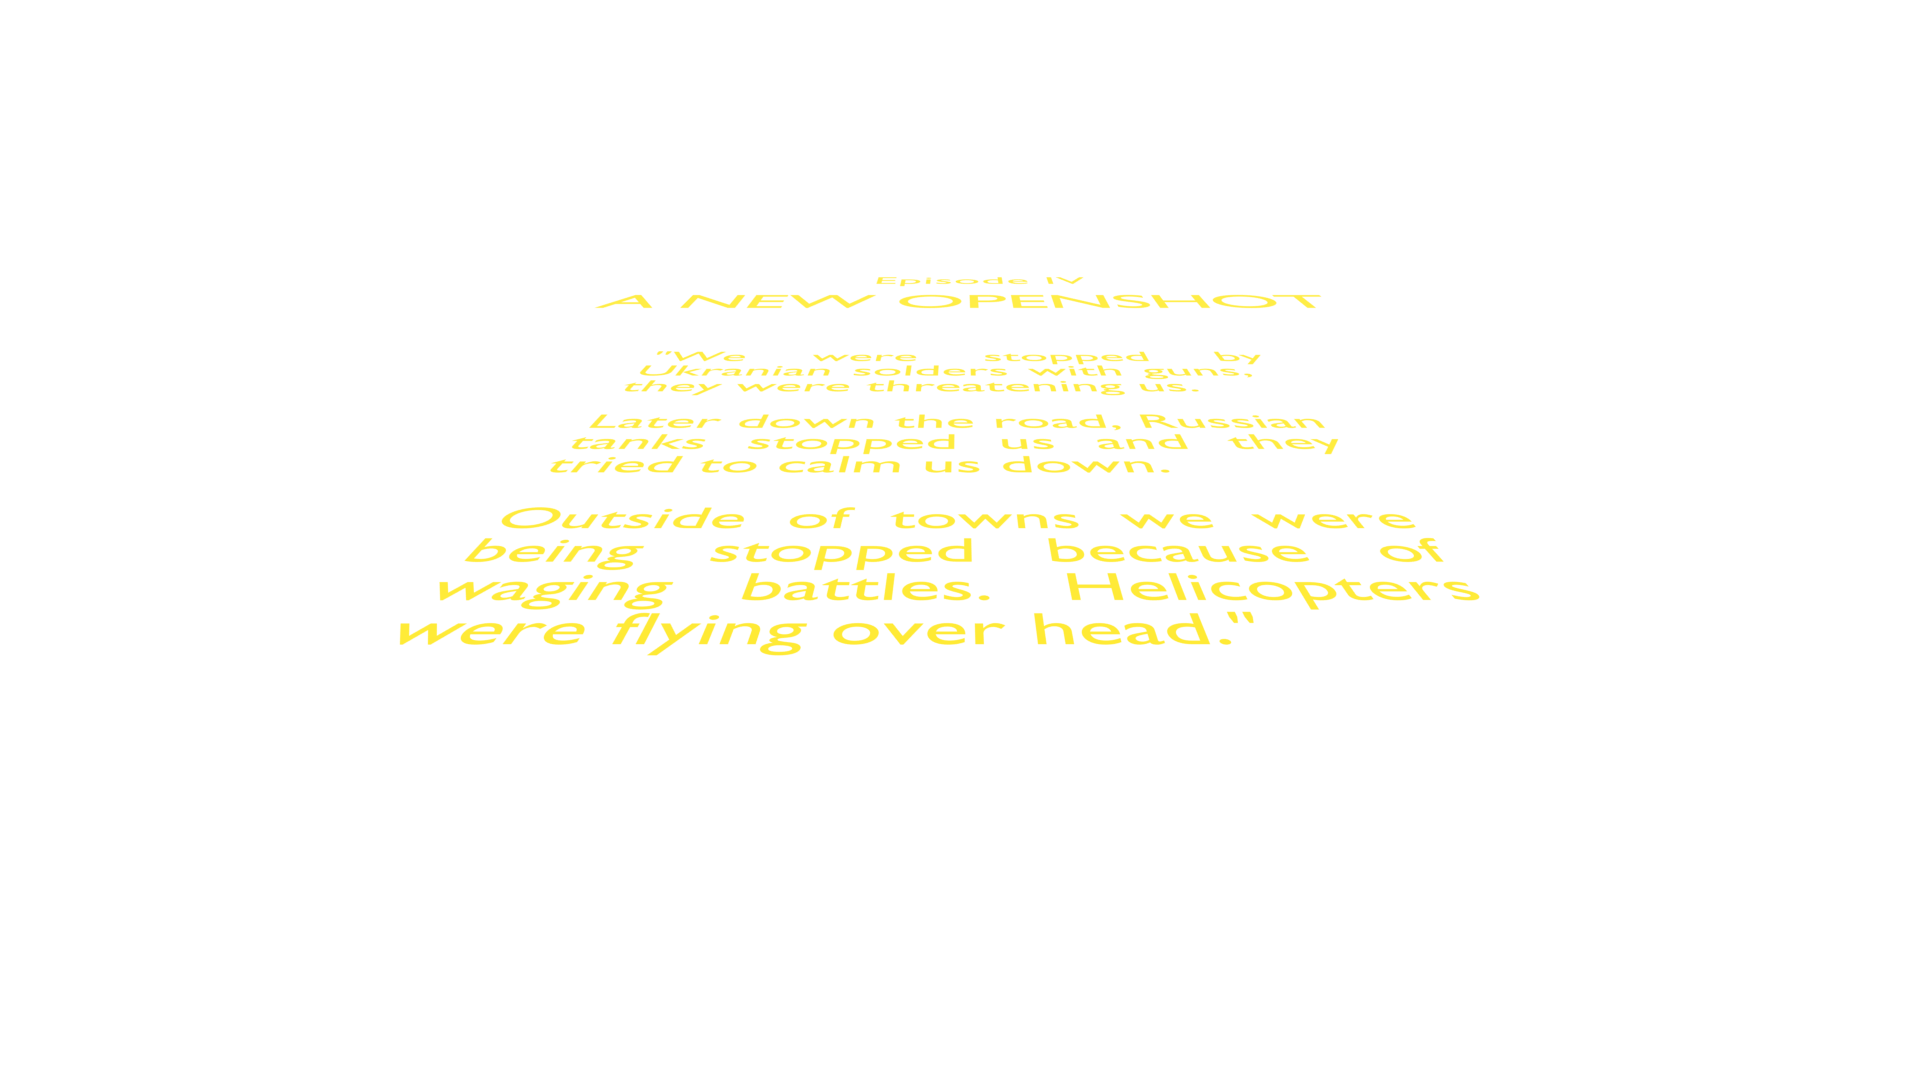 Episode IV
A NEW OPENSHOT
"We were stopped by
Ukranian solders with guns,
they were threatening us.
Later down the road, Russian
tanks stopped us and they
tried to calm us down.
Outside of towns we were
being stopped because of
waging battles. Helicopters
were flying over head."